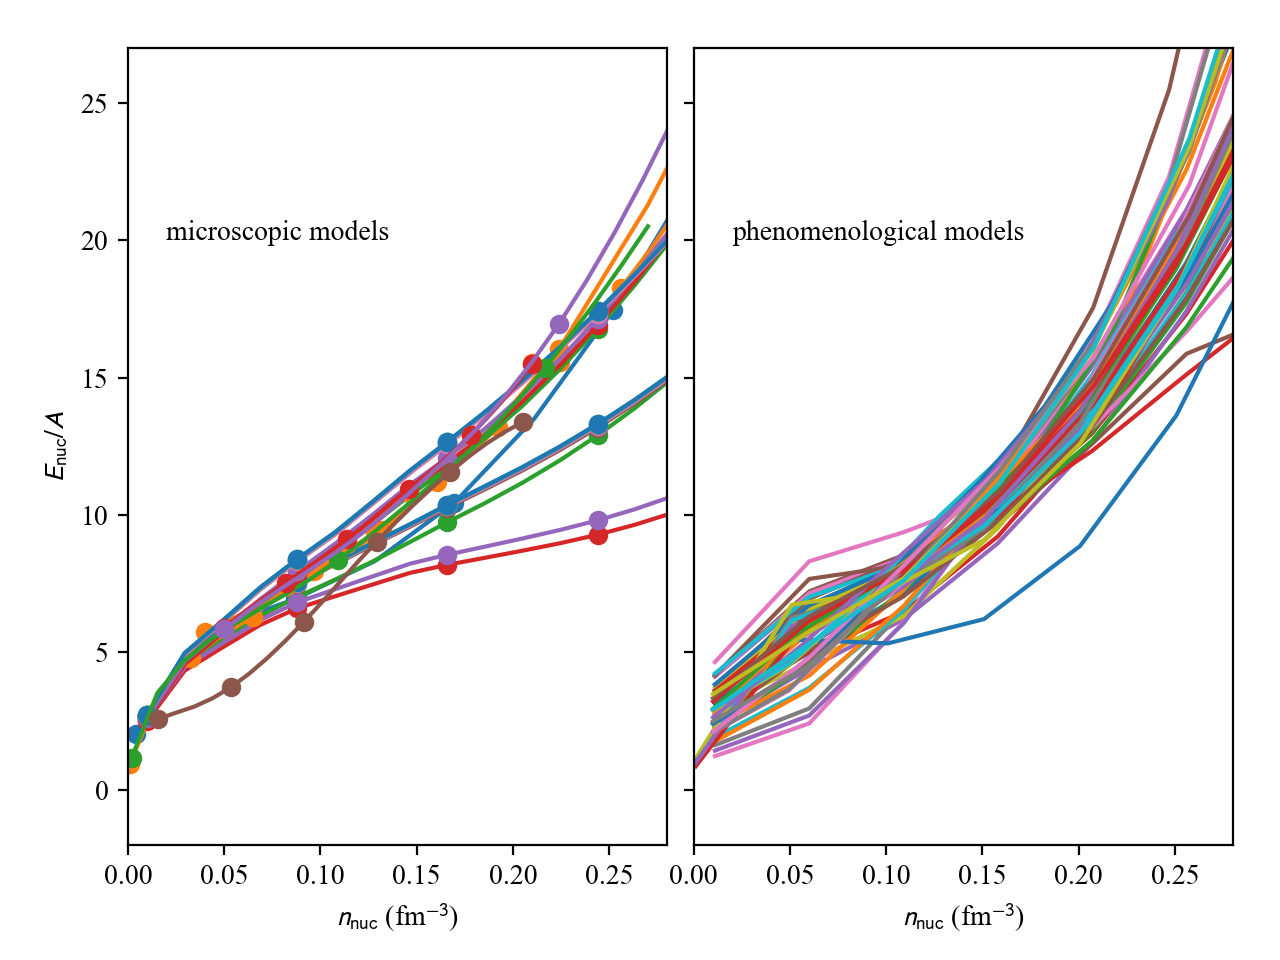 25
20
15
10
5
0
E_nuc/A
microscopic models
phenomenological models
0.00 0.05 0.10 0.15 0.20 0.25
0.00 0.05 0.10 0.15 0.20 0.25
n_nuc (fm⁻³)
n_nuc (fm⁻³)